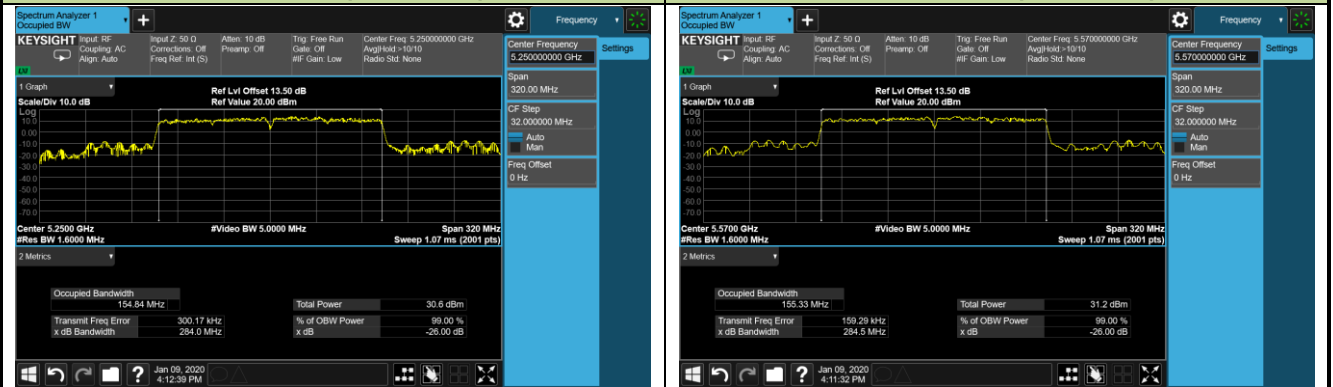 Spectrum Analyzer 1
Occupied BW
Frequency
KEYSIGHT
Input: RF
Coupling: AC
Align: Auto
Input Z: 50 Ω
Corrections: Off
Freq Ref: Int (S)
Atten: 10 dB
Preamp: Off
Trig: Free Run
Gate: Off
#IF Gain: Low
Center Freq: 5.250000000 GHz
Avg|Hold:>10/10
Radio Std: None
Center Frequency
5.250000000 GHz
Settings
Span
320.00 MHz
CF Step
32.000000 MHz
Auto
Man
Freq Offset
0 Hz
1 Graph
Scale/Div 10.0 dB
Ref Lvl Offset 13.50 dB
Ref Value 20.00 dBm
Log
10.0
0.00
-10.0
-20.0
-30.0
-40.0
-50.0
-60.0
-70.0
Center 5.2500 GHz
#Res BW 1.6000 MHz
#Video BW 5.0000 MHz
Span 320 MHz
Sweep 1.07 ms (2001 pts)
2 Metrics
Occupied Bandwidth
154.84 MHz
Transmit Freq Error 300.17 kHz
x dB Bandwidth 284.0 MHz
Total Power 30.6 dBm
% of OBW Power 99.00 %
x dB -26.00 dB
Jan 09, 2020
4:12:39 PM
Spectrum Analyzer 1
Occupied BW
Frequency
KEYSIGHT
Input: RF
Coupling: AC
Align: Auto
Input Z: 50 Ω
Corrections: Off
Freq Ref: Int (S)
Atten: 10 dB
Preamp: Off
Trig: Free Run
Gate: Off
#IF Gain: Low
Center Freq: 5.570000000 GHz
Avg|Hold:>10/10
Radio Std: None
Center Frequency
5.570000000 GHz
Settings
Span
320.00 MHz
CF Step
32.000000 MHz
Auto
Man
Freq Offset
0 Hz
1 Graph
Scale/Div 10.0 dB
Ref Lvl Offset 13.50 dB
Ref Value 20.00 dBm
Log
10.0
0.00
-10.0
-20.0
-30.0
-40.0
-50.0
-60.0
-70.0
Center 5.5700 GHz
#Res BW 1.6000 MHz
#Video BW 5.0000 MHz
Span 320 MHz
Sweep 1.07 ms (2001 pts)
2 Metrics
Occupied Bandwidth
155.33 MHz
Transmit Freq Error 159.29 kHz
x dB Bandwidth 284.5 MHz
Total Power 31.2 dBm
% of OBW Power 99.00 %
x dB -26.00 dB
Jan 09, 2020
4:11:32 PM